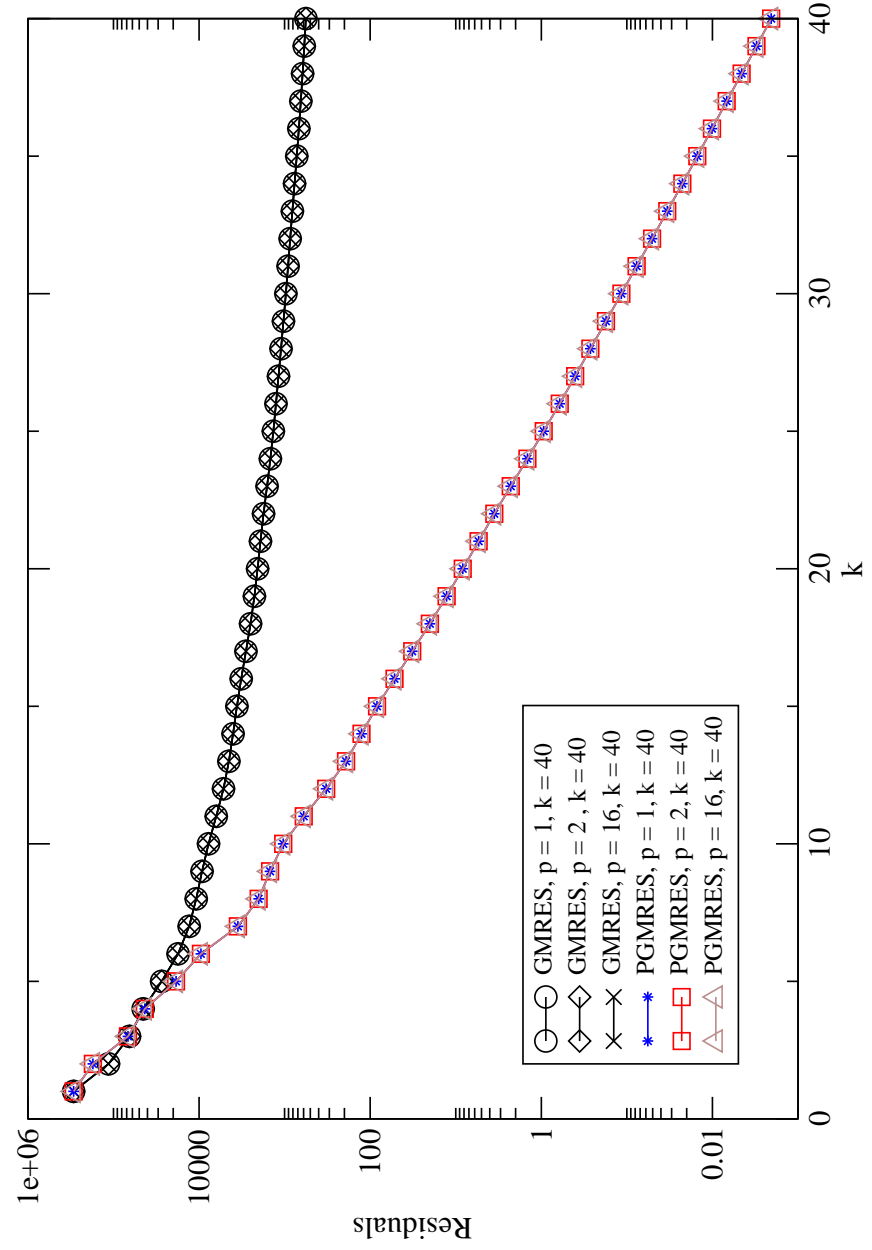 1e+06
10000
100
1
0.01
Residuals
0
10
20
30
40
k
GMRES, p = 1, k = 40
GMRES, p = 2 , k = 40
GMRES, p = 16, k = 40
PGMRES, p = 1, k = 40
PGMRES, p = 2, k = 40
PGMRES, p = 16, k = 40